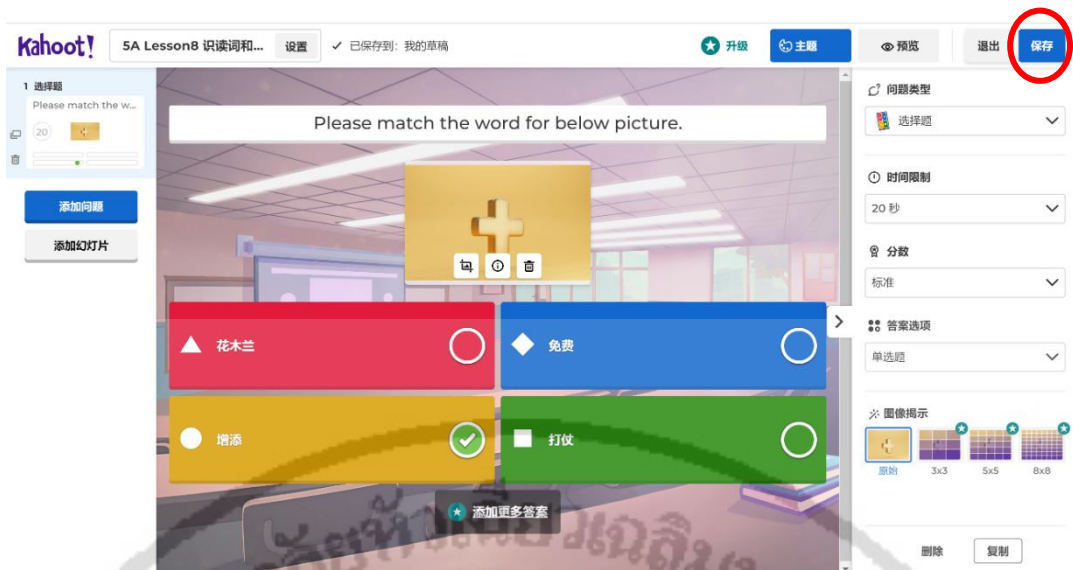 Kahoot!
5A Lesson8 识读词和...
设置
已保存到：我的草稿
升级
主题
预览
退出
保存
1 选择题
Please match the w...
20
添加问题
添加幻灯片
Please match the word for below picture.
花木兰
免费
增添
打仗
添加更多答案
问题类型
选择题
时间限制
20 秒
分数
标准
答案选项
单选题
图像揭示
原始
3x3
5x5
8x8
删除
复制